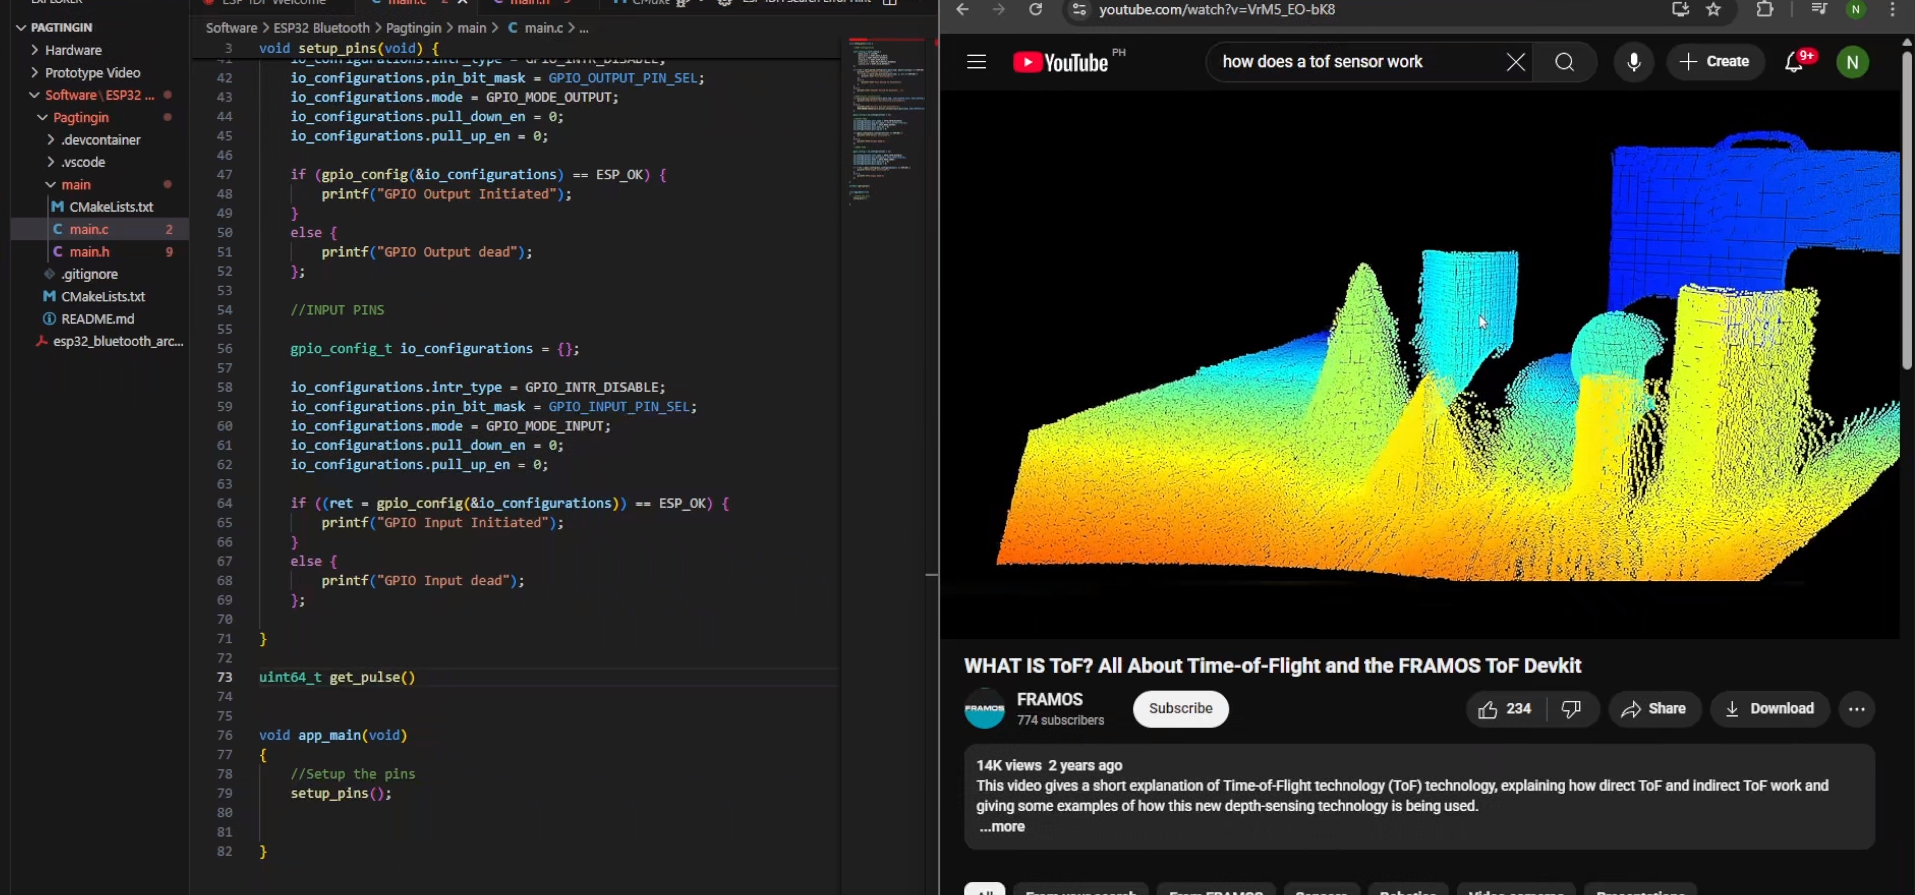 PAGTINGIN
Hardware
Prototype Video
Software\ESP32 ...
Pagtingin
.devcontainer
.vscode
main
CMakeLists.txt
main.c 2
main.h 9
.gitignore
CMakeLists.txt
README.md
esp32_bluetooth_arc...
Software > ESP32 Bluetooth > Pagtingin > main > C main.c > ...
3 void setup_pins(void) {
41 io_configurations.intr_type = GPIO_INTR_DISABLE;
42 io_configurations.pin_bit_mask = GPIO_OUTPUT_PIN_SEL;
43 io_configurations.mode = GPIO_MODE_OUTPUT;
44 io_configurations.pull_down_en = 0;
45 io_configurations.pull_up_en = 0;
46
47 if (gpio_config(&io_configurations) == ESP_OK) {
48 printf("GPIO Output Initiated");
49 }
50 else {
51 printf("GPIO Output dead");
52 };
53
54 //INPUT PINS
55
56 gpio_config_t io_configurations = {};
57
58 io_configurations.intr_type = GPIO_INTR_DISABLE;
59 io_configurations.pin_bit_mask = GPIO_INPUT_PIN_SEL;
60 io_configurations.mode = GPIO_MODE_INPUT;
61 io_configurations.pull_down_en = 0;
62 io_configurations.pull_up_en = 0;
63
64 if ((ret = gpio_config(&io_configurations)) == ESP_OK) {
65 printf("GPIO Input Initiated");
66 }
67 else {
68 printf("GPIO Input dead");
69 };
70
71 }
72
73 uint64_t get_pulse()
74
75
76 void app_main(void)
77 {
78 //Setup the pins
79 setup_pins();
80
81
82 }
youtube.com/watch?v=VrM5_EO-bK8
N
YouTube PH
how does a tof sensor work
Create
9+
N
WHAT IS ToF? All About Time-of-Flight and the FRAMOS ToF Devkit
FRAMOS
FRAMOS
774 subscribers
Subscribe
234
Share
Download
14K views 2 years ago
This video gives a short explanation of Time-of-Flight technology (ToF) technology, explaining how direct ToF and indirect ToF work and
giving some examples of how this new depth-sensing technology is being used.
...more